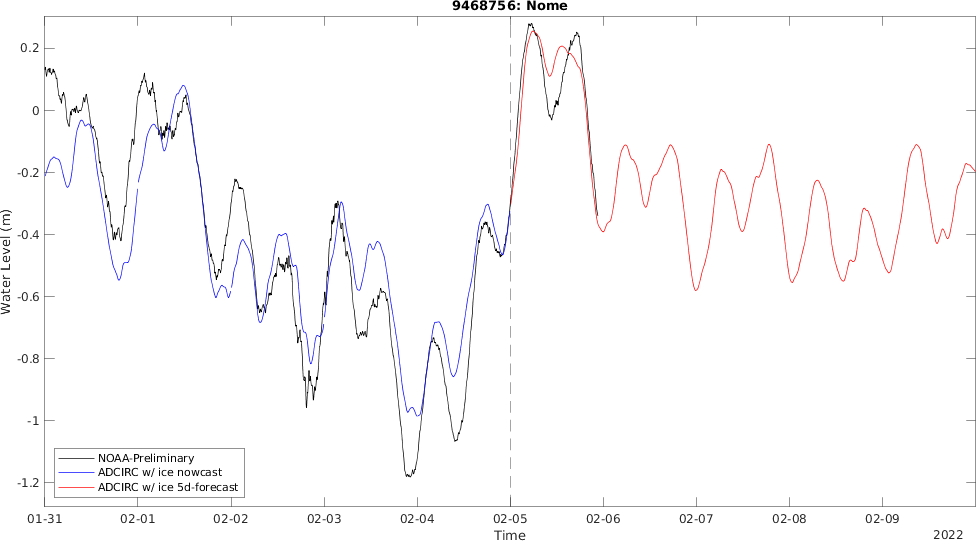 9468756: Nome
Water Level (m)
0.2
0
-0.2
-0.4
-0.6
-0.8
-1
-1.2
NOAA-Preliminary
ADCIRC w/ ice nowcast
ADCIRC w/ ice 5d-forecast
01-31 02-01 02-02 02-03 02-04 02-05 02-06 02-07 02-08 02-09
Time
2022